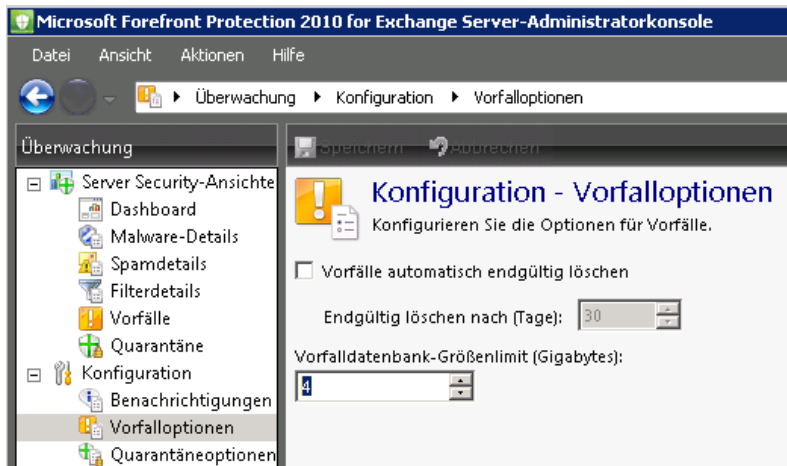 Microsoft Forefront Protection 2010 for Exchange Server-Administratorkonsole
Datei Ansicht Aktionen Hilfe
Überwachung Konfiguration Vorfalloptionen
Überwachung
Speichern Abbrechen
Server Security-Ansichte
Dashboard
Malware-Details
Spamdetails
Filterdetails
Vorfälle
Quarantäne
Konfiguration
Benachrichtigungen
Vorfalloptionen
Quarantäneoptionen
Konfiguration - Vorfalloptionen
Konfigurieren Sie die Optionen für Vorfälle.
Vorfälle automatisch endgültig löschen
Endgültig löschen nach (Tage): 30
Vorfalldatenbank-Größenlimit (Gigabytes):
4